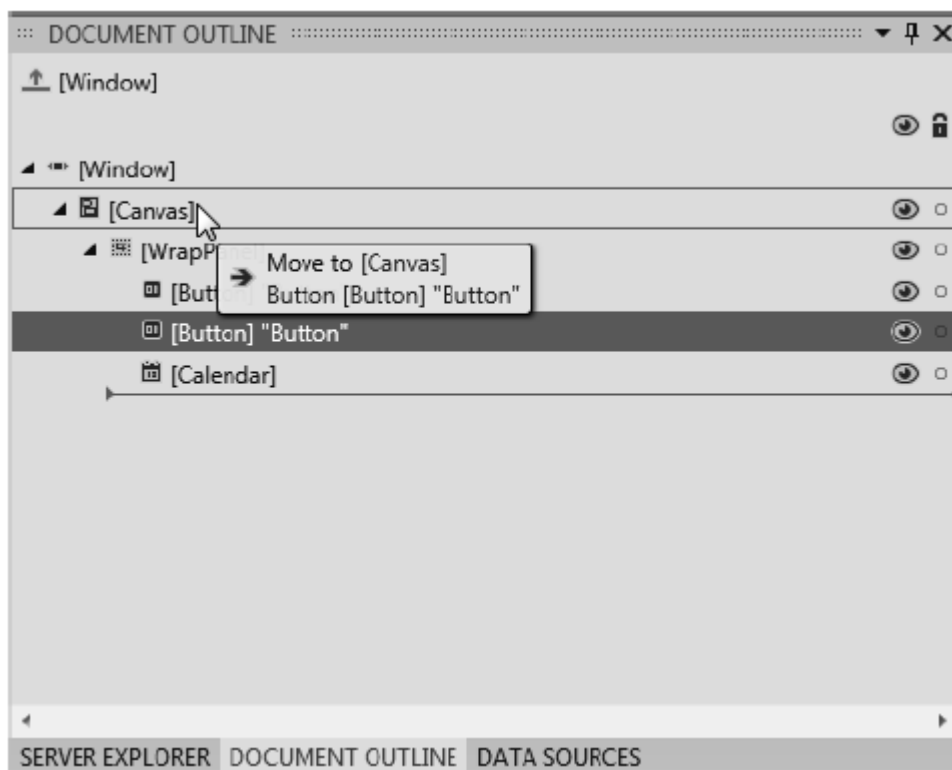 DOCUMENT OUTLINE
[Window]
[Window]
[Canvas]
[WrapPanel]
Move to [Canvas]
Button [Button] "Button"
[Butt
[Button] "Button"
[Calendar]
SERVER EXPLORER DOCUMENT OUTLINE DATA SOURCES